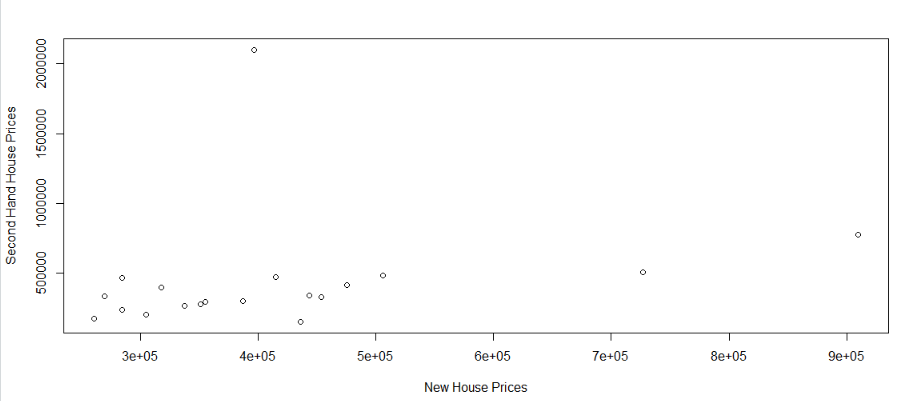 2000000
1500000
1000000
500000
Second Hand House Prices
3e+05 4e+05 5e+05 6e+05 7e+05 8e+05 9e+05
New House Prices